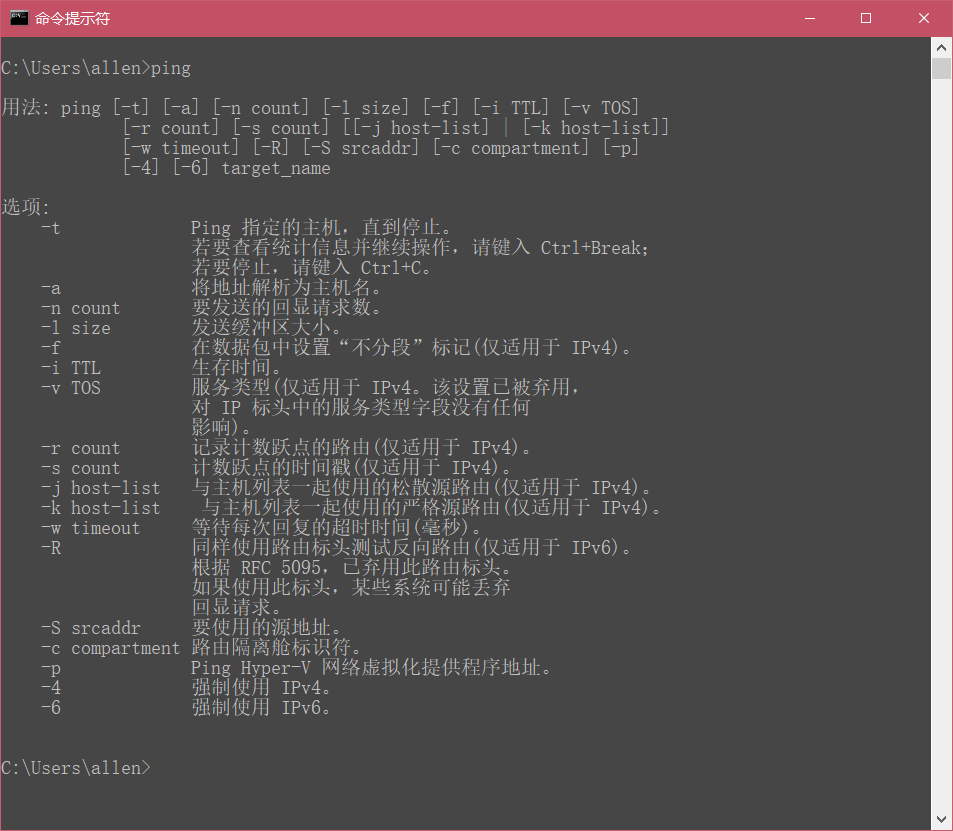 命令提示符
C:\Users\allen>ping
用法: ping [-t] [-a] [-n count] [-l size] [-f] [-i TTL] [-v TOS]
[-r count] [-s count] [[-j host-list] | [-k host-list]]
[-w timeout] [-R] [-S srcaddr] [-c compartment] [-p]
[-4] [-6] target_name
选项:
-t Ping 指定的主机，直到停止。
若要查看统计信息并继续操作，请键入 Ctrl+Break;
若要停止，请键入 Ctrl+C。
-a 将地址解析为主机名。
-n count 要发送的回显请求数。
-l size 发送缓冲区大小。
-f 在数据包中设置“不分段”标记(仅适用于 IPv4)。
-i TTL 生存时间。
-v TOS 服务类型(仅适用于 IPv4。该设置已被弃用，
对 IP 标头中的服务类型字段没有任何
影响)。
-r count 记录计数跃点的路由(仅适用于 IPv4)。
-s count 计数跃点的时间戳(仅适用于 IPv4)。
-j host-list 与主机列表一起使用的松散源路由(仅适用于 IPv4)。
-k host-list 与主机列表一起使用的严格源路由(仅适用于 IPv4)。
-w timeout 等待每次回复的超时时间(毫秒)。
-R 同样使用路由标头测试反向路由(仅适用于 IPv6)。
根据 RFC 5095，已弃用此路由标头。
如果使用此标头，某些系统可能丢弃
回显请求。
-S srcaddr 要使用的源地址。
-c compartment 路由隔离舱标识符。
-p Ping Hyper-V 网络虚拟化提供程序地址。
-4 强制使用 IPv4。
-6 强制使用 IPv6。
C:\Users\allen>